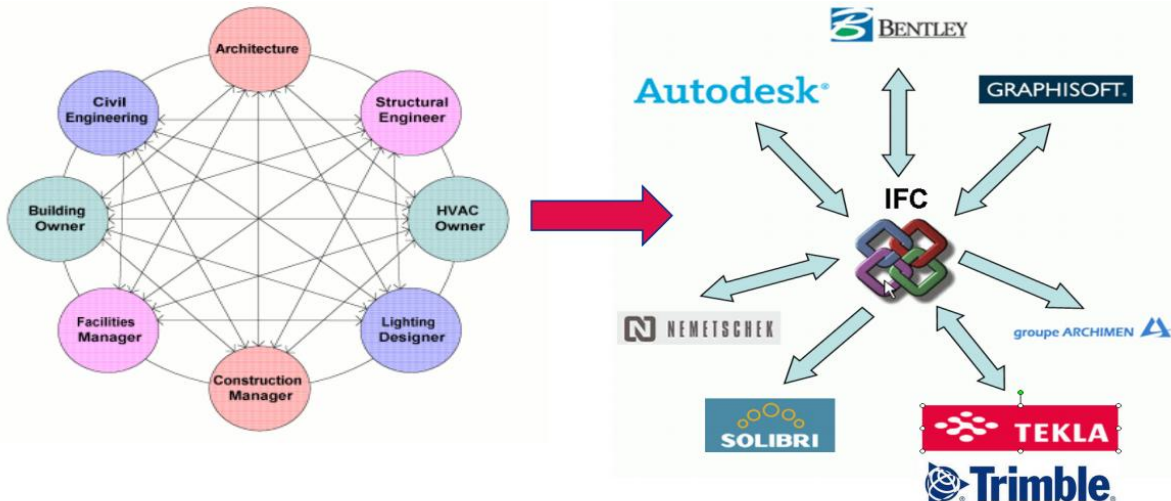 Architecture
Civil
Engineering
Structural
Engineer
Building
Owner
HVAC
Owner
Facilities
Manager
Lighting
Designer
Construction
Manager
BENTLEY
Autodesk®
GRAPHISOFT.
IFC
NEMETSCHEK
groupe ARCHIMEN
SOLIBRI
TEKLA
Trimble